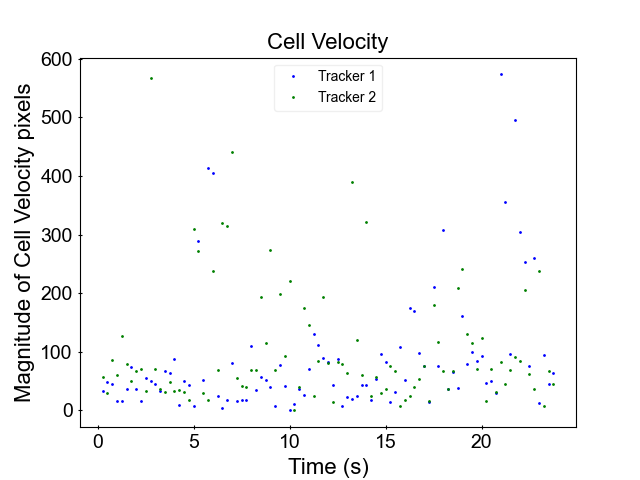 Cell Velocity
Tracker 1
Tracker 2
Magnitude of Cell Velocity pixels
600
500
400
300
200
100
0
0 5 10 15 20
Time (s)